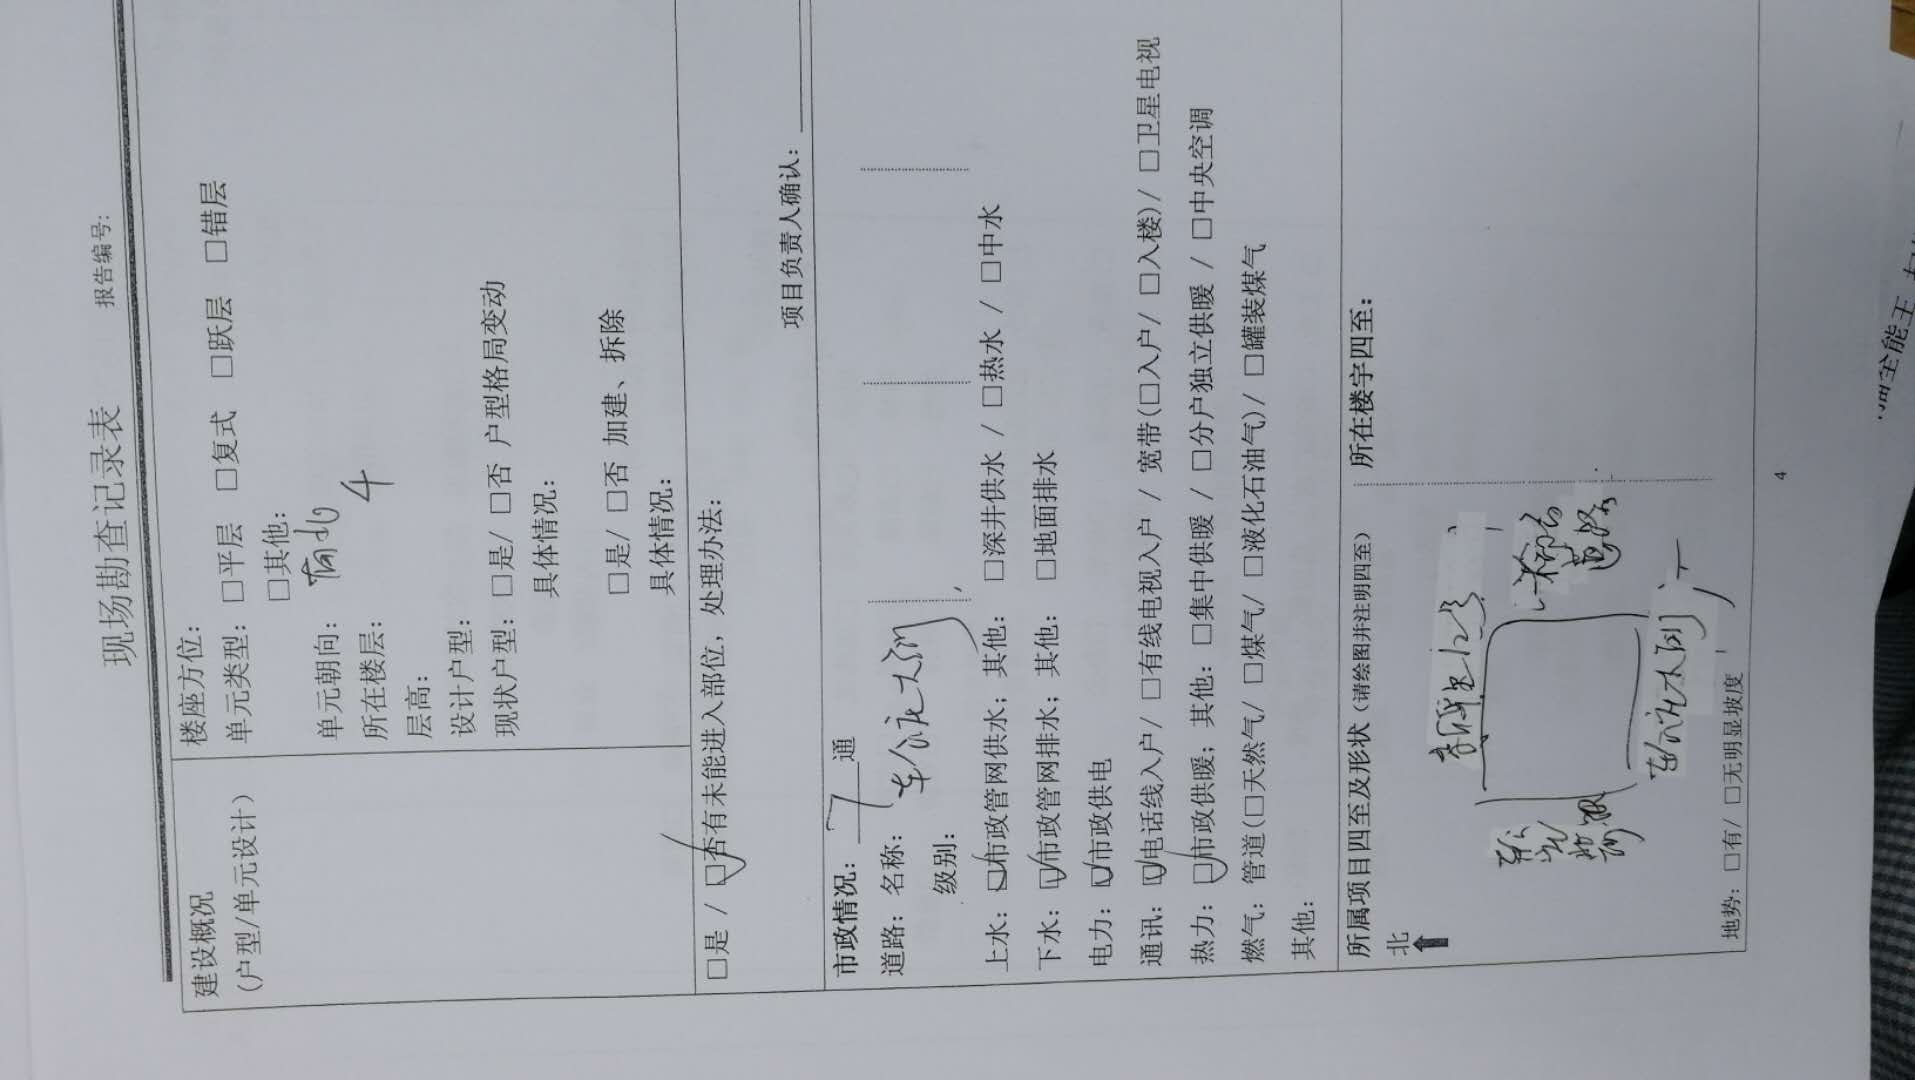 现场勘查记录表
报告编号:
建设概况
(户型/单元设计)
楼座方位:
单元类型: □平层 □复式 □跃层 □错层
□其他:
单元朝向: 南北
所在楼层: 4
层高:
设计户型:
现状户型: □是/ □否 户型格局变动
具体情况:
□是/ □否 加建、拆除
具体情况:
□是 / □否有未能进入部位, 处理办法:
项目负责人确认:
市政情况: 7 通
道路: 名称:
级别:
上水: □市政管网供水; 其他: □深井供水 / □热水 / □中水
下水: □市政管网排水; 其他: □地面排水
电力: □市政供电
通讯: □电话线入户/ □有线电视入户 / 宽带(□入户/ □入楼)/ □卫星电视
热力: □市政供暖; 其他: □集中供暖 / □分户独立供暖 / □中央空调
燃气: 管道(□天然气/ □煤气/ □液化石油气)/ □罐装煤气
其他:
所属项目四至及形状 (请绘图并注明四至)
所在楼宇四至:
北
地势: □有/ □无明显坡度
4